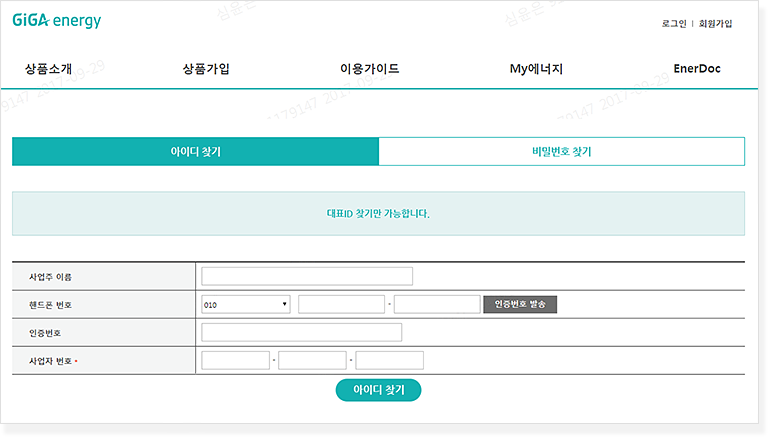 GiGA energy
로그인 | 회원가입
상품소개 상품가입 이용가이드 My에너지 EnerDoc
179147 2017-09-29
아이디 찾기 비밀번호 찾기
대표ID 찾기만 가능합니다.
사업주 이름
핸드폰 번호 010 - 인증번호 발송
인증번호
사업자 번호 * - -
아이디 찾기